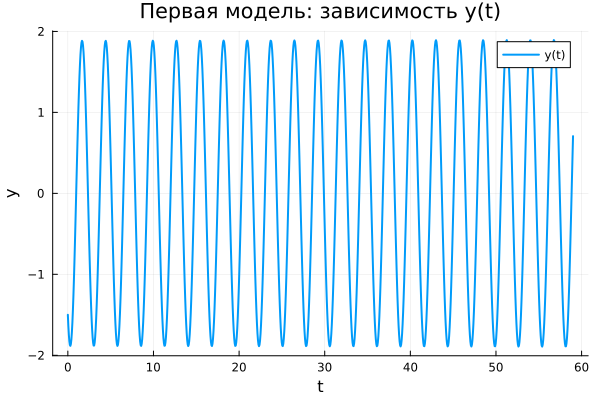 Первая модель: зависимость y(t)
y(t)
2
1
0
−1
−2
y
0 10 20 30 40 50 60
t